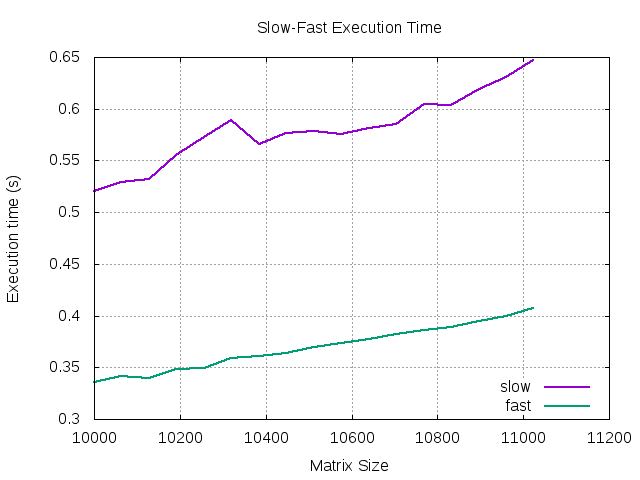 Slow-Fast Execution Time
0.65
0.6
0.55
0.5
0.45
0.4
0.35
0.3
Execution time (s)
slow
fast
10000 10200 10400 10600 10800 11000 11200
Matrix Size